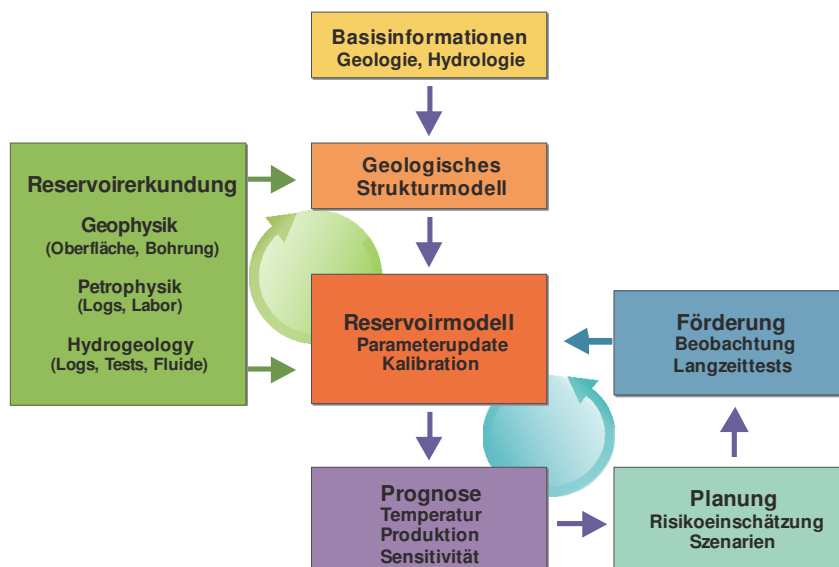 Basisinformationen
Geologie, Hydrologie
Reservoirerkundung
Geophysik
(Oberfläche, Bohrung)
Petrophysik
(Logs, Labor)
Hydrogeology
(Logs, Tests, Fluide)
Geologisches
Strukturmodell
Reservoirmodell
Parameterupdate
Kalibration
Förderung
Beobachtung
Langzeittests
Prognose
Temperatur
Produktion
Sensitivität
Planung
Risikoeinschätzung
Szenarien